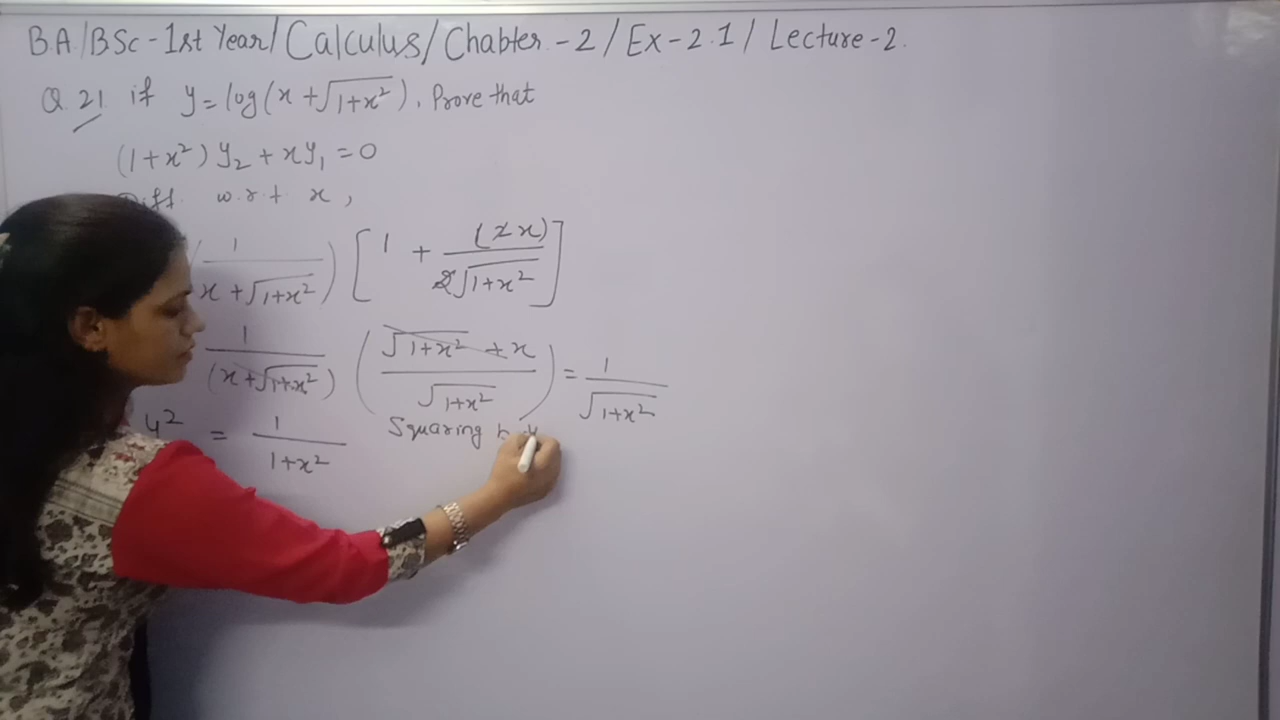 B.A/BSc-1st Year/Calculus/Chabter-2/Ex-2.1/Lecture-2.
Q.21. if y=log(x+√(1+x²)). Prove that
(1+x²)y₂+xy₁=0
Diff. w.r.t x,
(1/(x+√(1+x²))) [1 + (2x)/(2√(1+x²))]
1/(x+√(1+x²)) ((√(1+x²)+x)/√(1+x²)) = 1/√(1+x²)
Squaring
y² = 1/(1+x²)